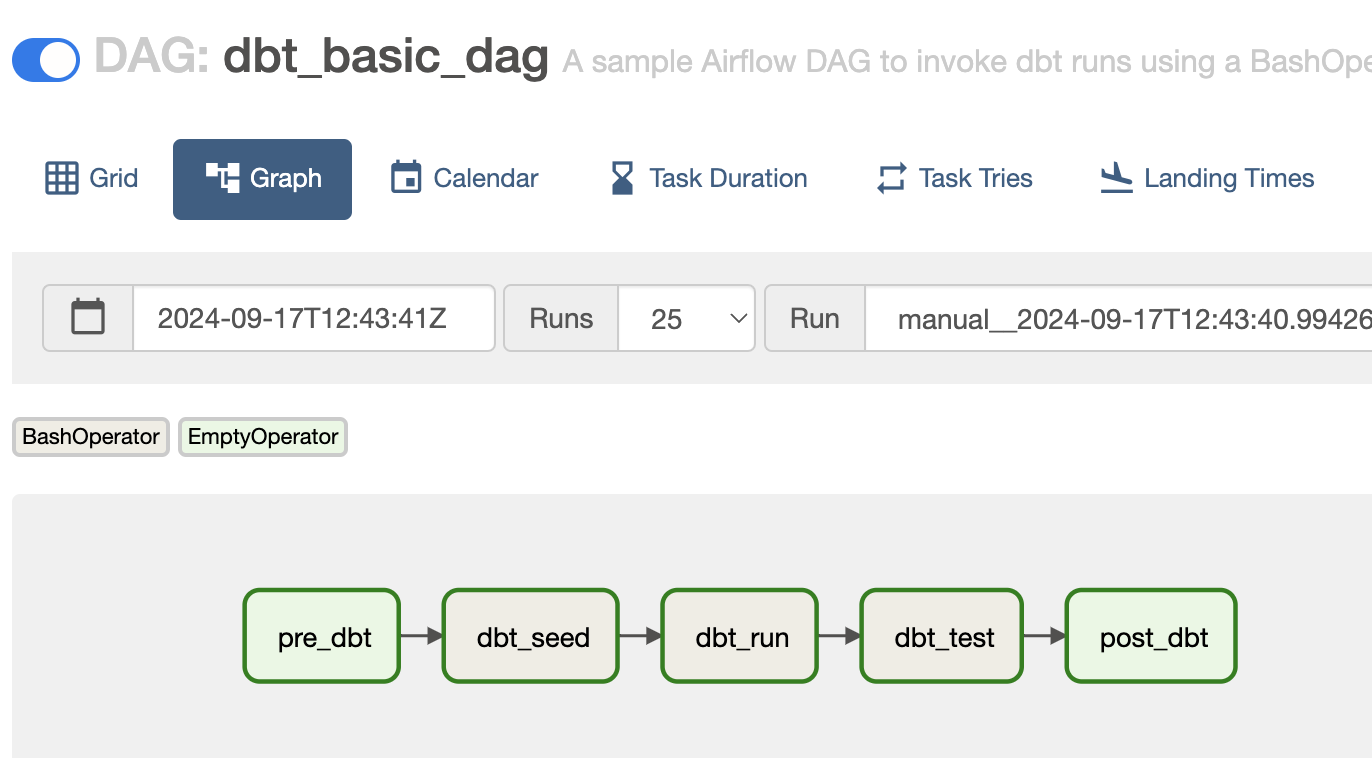 DAG: dbt_basic_dag A sample Airflow DAG to invoke dbt runs using a
Grid Graph Calendar Task Duration Task Tries Landing Times
2024-09-17T12:43:41Z Runs 25 Run manual__2024-09-17T12:43:40.99426
BashOperator EmptyOperator
pre_dbt dbt_seed dbt_run dbt_test post_dbt